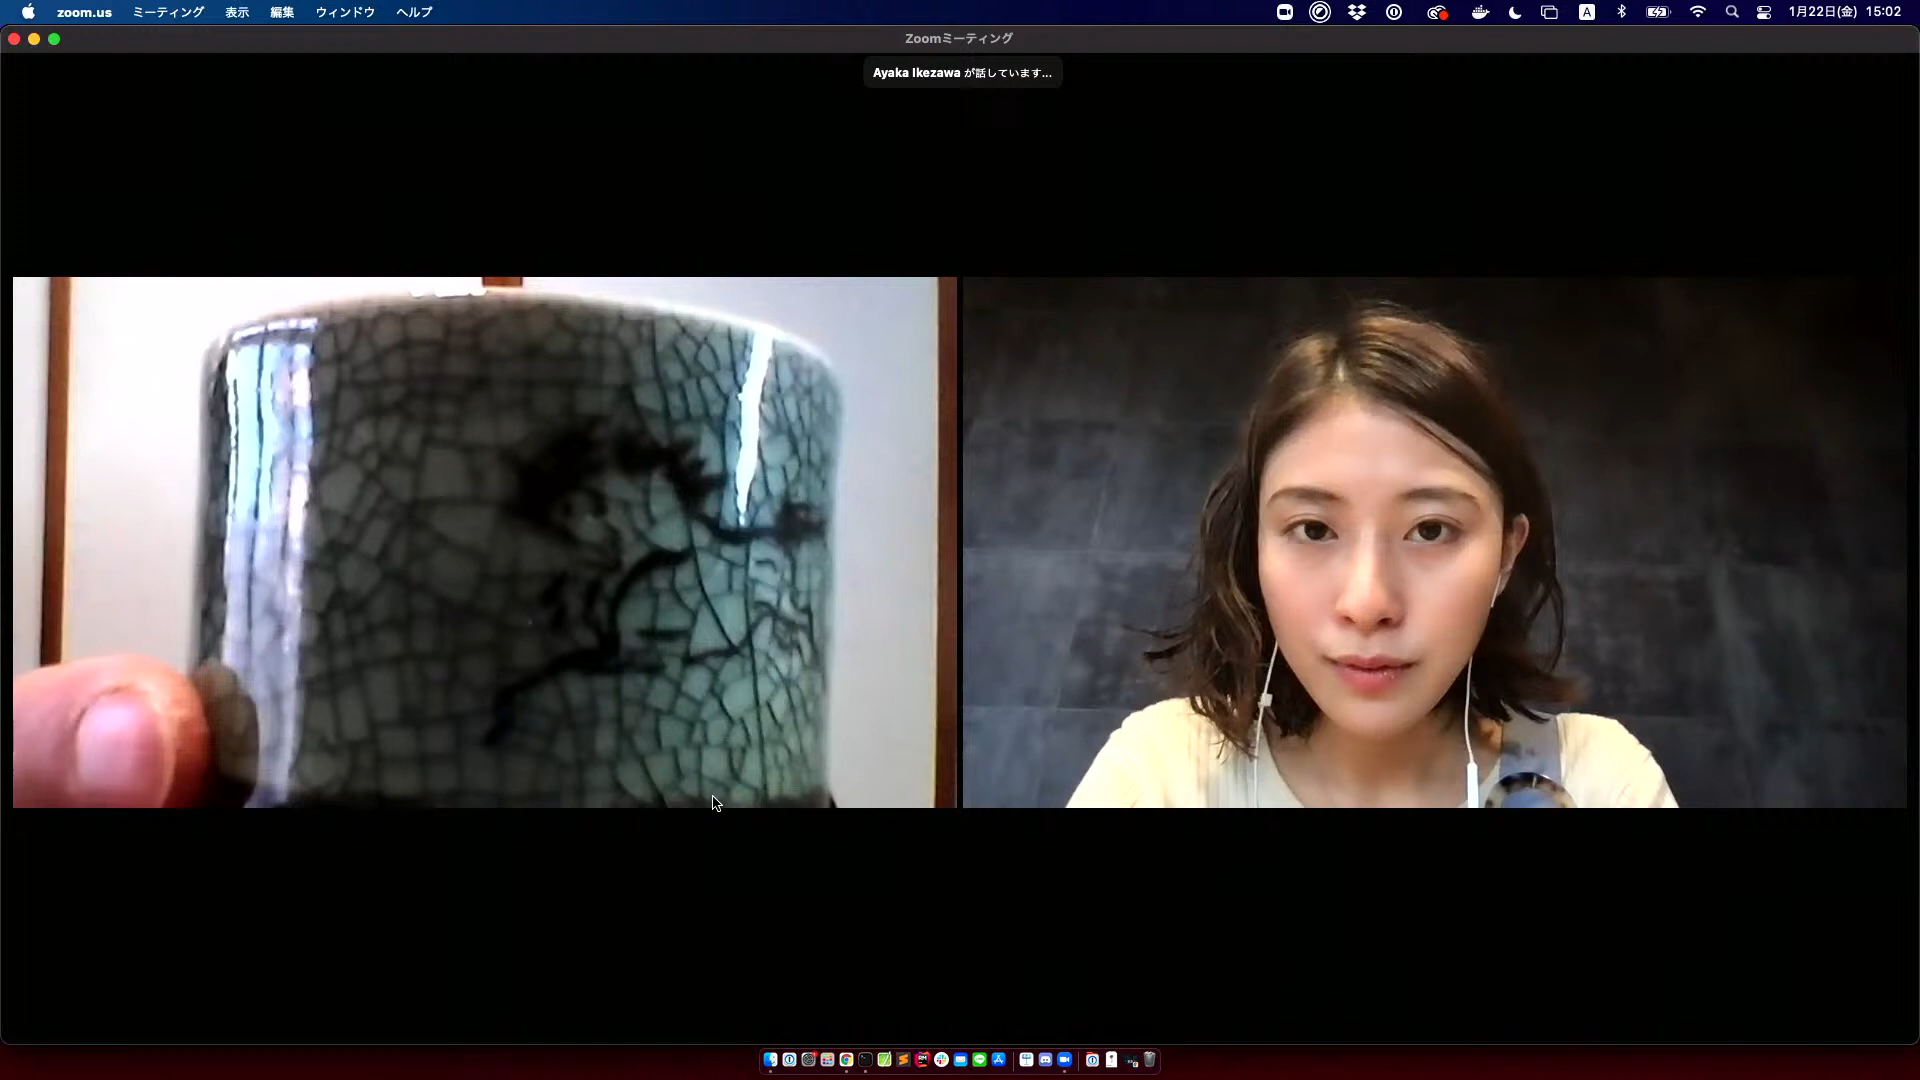 zoom.us ミーティング 表示 編集 ウィンドウ ヘルプ
A 1月22日(金) 15:02
Zoomミーティング
Ayaka Ikezawa が話しています...